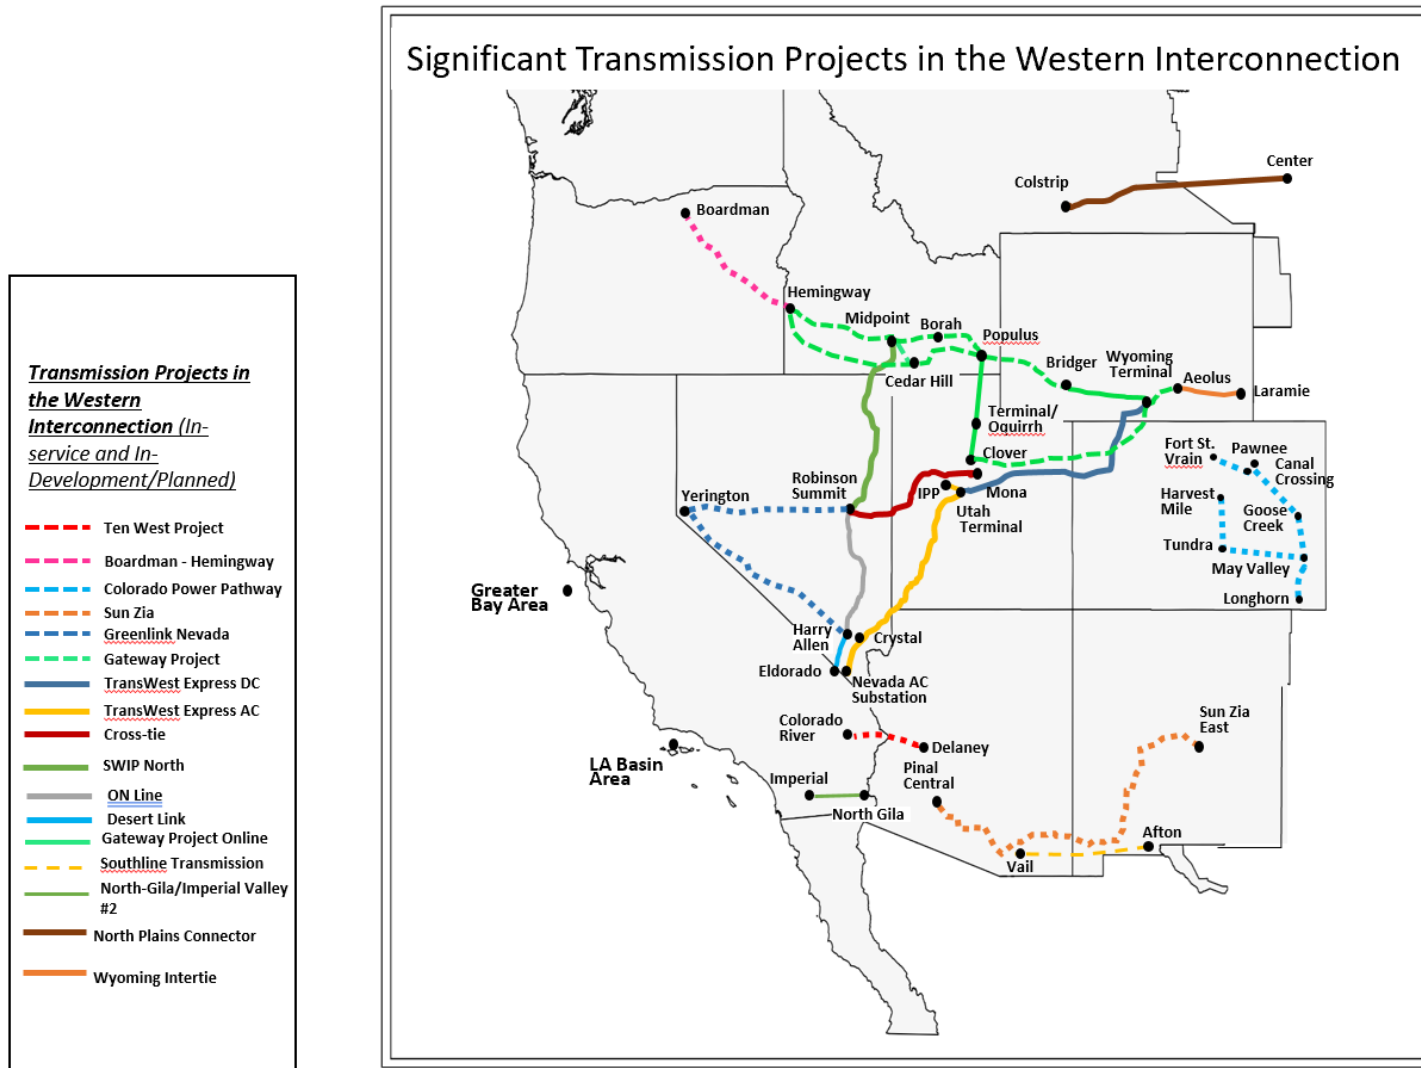 Significant Transmission Projects in the Western Interconnection
Transmission Projects in
the Western
Interconnection (In-
service and In-
Development/Planned)
Ten West Project
Boardman - Hemingway
Colorado Power Pathway
Sun Zia
Greenlink Nevada
Gateway Project
TransWest Express DC
TransWest Express AC
Cross-tie
SWIP North
ON Line
Desert Link
Gateway Project Online
Southline Transmission
North-Gila/Imperial Valley
#2
North Plains Connector
Wyoming Intertie
Center
Colstrip
Boardman
Hemingway
Midpoint
Borah
Populus
Cedar Hill
Bridger
Wyoming
Terminal
Aeolus
Laramie
Terminal/
Oquirrh
Clover
Fort St.
Vrain
Pawnee
Canal
Crossing
Robinson
Summit
IPP
Mona
Utah
Terminal
Yerington
Harvest
Mile
Goose
Creek
Tundra
May Valley
Longhorn
Greater
Bay Area
Harry
Allen
Crystal
Eldorado
Nevada AC
Substation
Colorado
River
Delaney
Sun Zia
East
LA Basin
Area
Imperial
Pinal
Central
North Gila
Vail
Afton